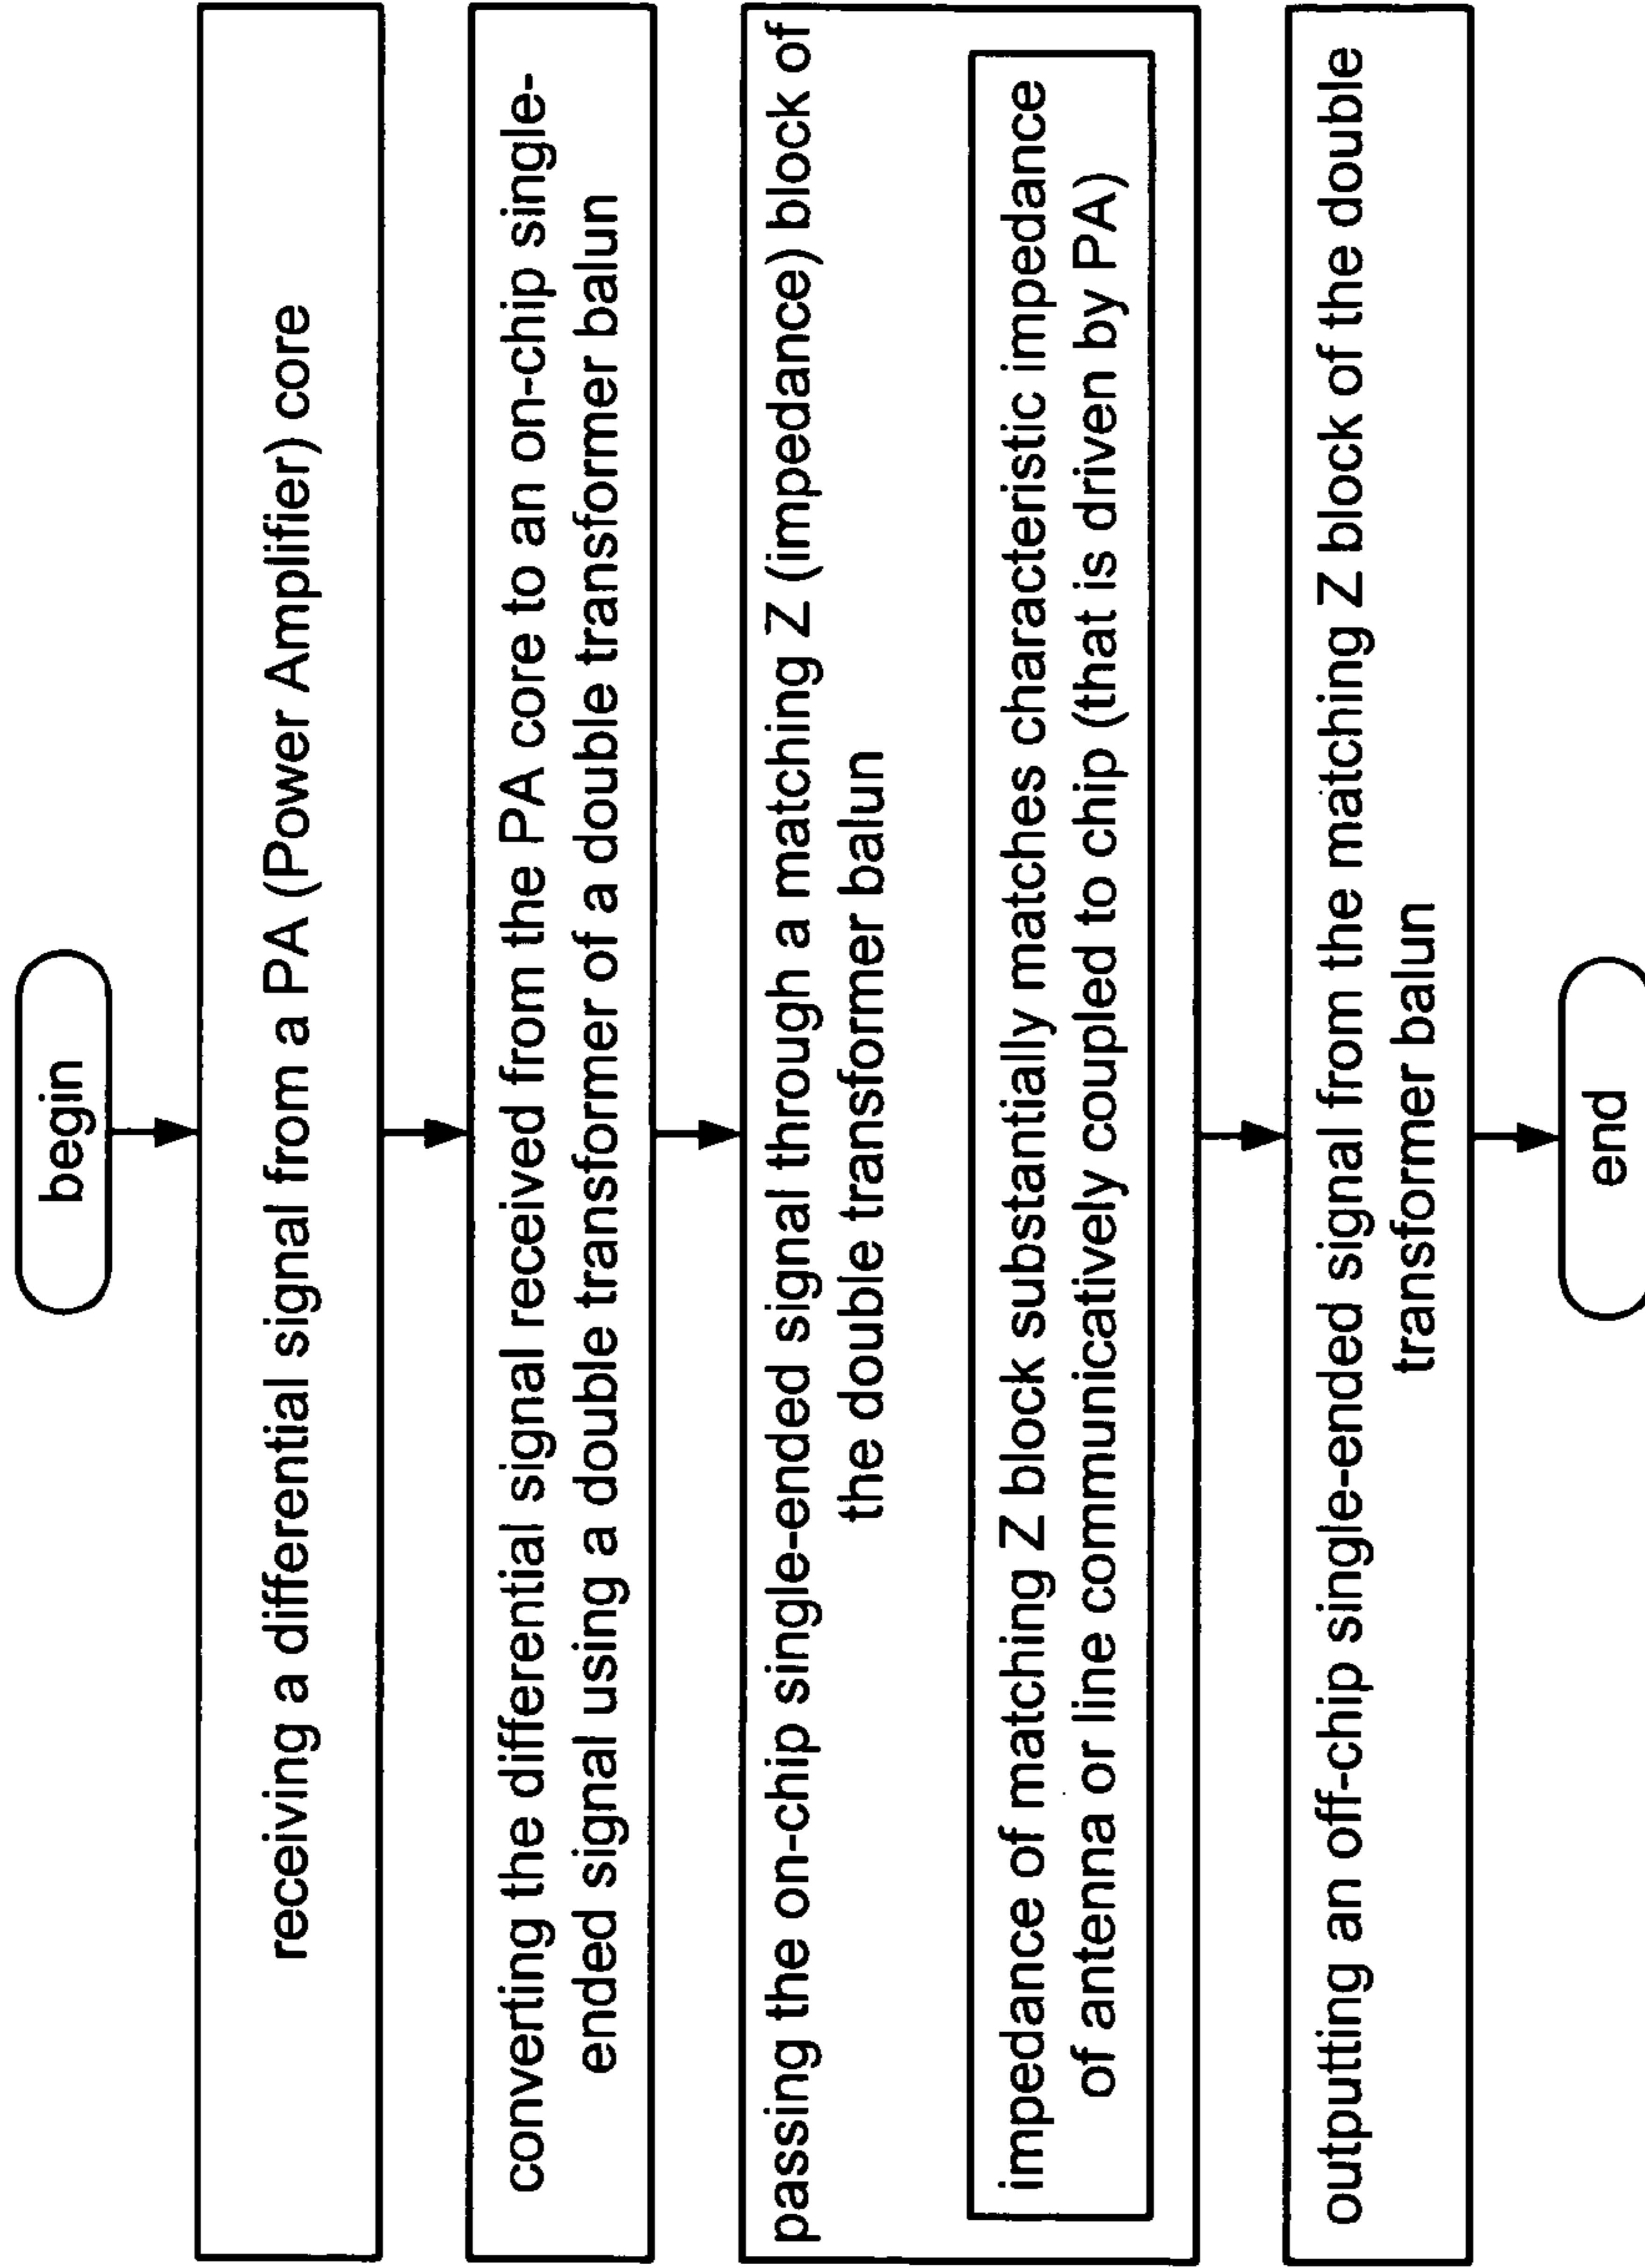 begin
receiving a differential signal from a PA (Power Amplifier) core
converting the differential signal received from the PA core to an on-chip single-
ended signal using a double transformer of a double transformer balun
passing the on-chip single-ended signal through a matching Z (impedance) block of
the double transformer balun
impedance of matching Z block substantially matches characteristic impedance
of antenna or line communicatively coupled to chip (that is driven by PA)
outputting an off-chip single-ended signal from the matching Z block of the double
transformer balun
end